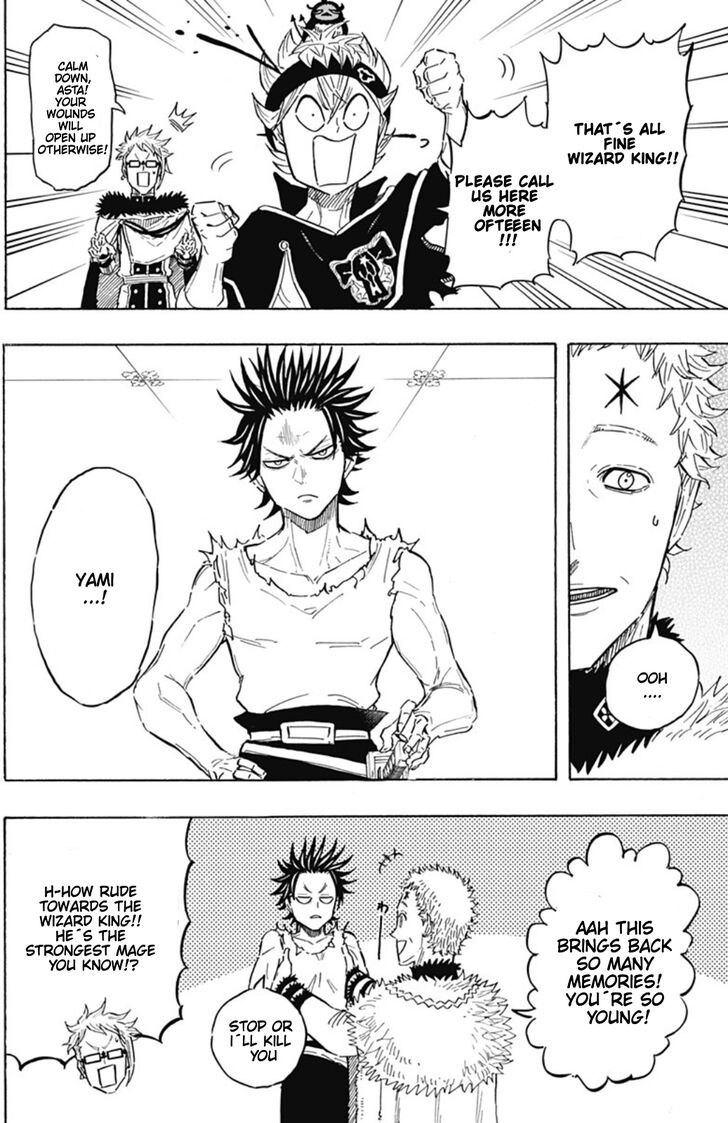 THAT´S ALL
FINE
WIZARD KING!!
PLEASE CALL
US HERE
MORE
OFTEEEN
!!!
CALM
DOWN,
ASTA! YOUR
WOUNDS
WILL
OPEN UP
OTHERWISE!
OOH
....
YAMI
...!
AAH THIS
BRINGS BACK
SO MANY
MEMORIES!
YOU´RE SO
YOUNG!
わ
STOP OR
I´LL KILL
YOU
H-HOW RUDE
TOWARDS THE
WIZARD KING!!
HE´S THE
STRONGEST MAGE
YOU KNOW!?